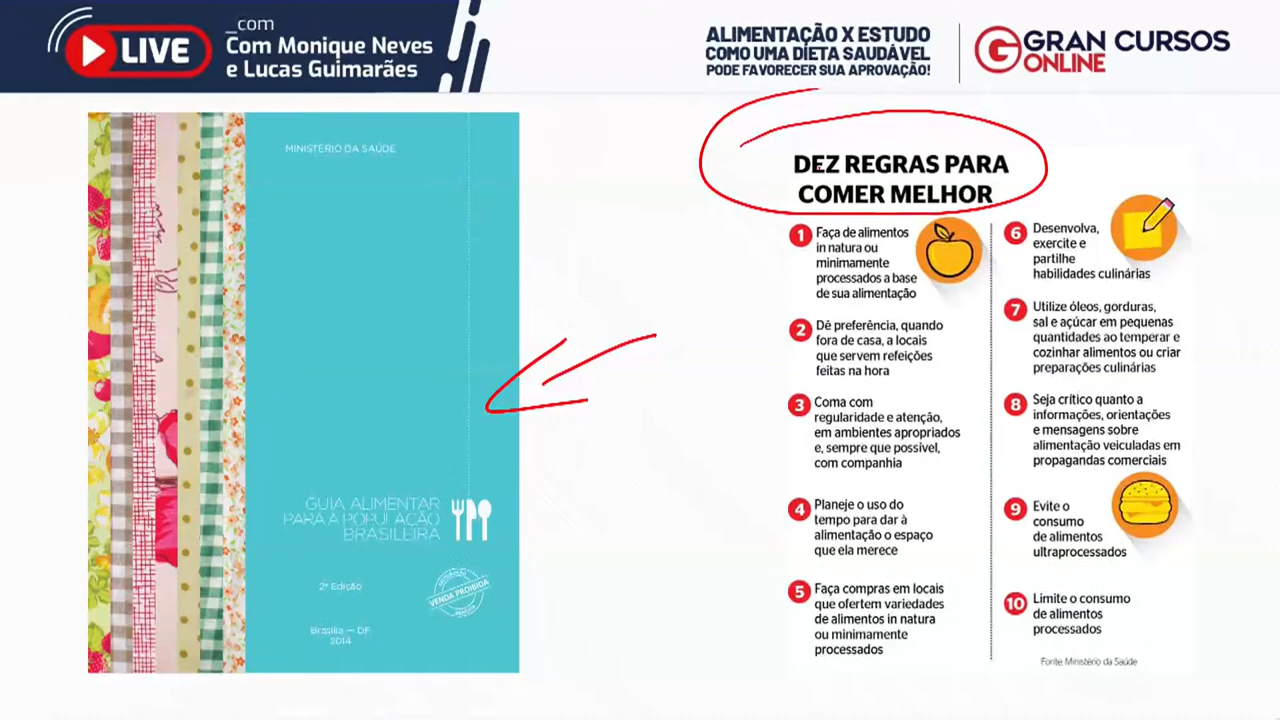 LIVE
_com
Com Monique Neves
e Lucas Guimarães
ALIMENTAÇÃO X ESTUDO
COMO UMA DIETA SAUDÁVEL
PODE FAVORECER SUA APROVAÇÃO!
GRAN CURSOS
ONLINE
MINISTÉRIO DA SAÚDE
GUIA ALIMENTAR
PARA A POPULAÇÃO
BRASILEIRA
2ª Edição
VENDA PROIBIDA
Brasília — DF
2014
DEZ REGRAS PARA
COMER MELHOR
1 Faça de alimentos
in natura ou
minimamente
processados a base
de sua alimentação
2 Dê preferência, quando
fora de casa, a locais
que servem refeições
feitas na hora
3 Coma com
regularidade e atenção,
em ambientes apropriados
e, sempre que possível,
com companhia
4 Planeje o uso do
tempo para dar à
alimentação o espaço
que ela merece
5 Faça compras em locais
que ofertem variedades
de alimentos in natura
ou minimamente
processados
6 Desenvolva,
exercite e
partilhe
habilidades culinárias
7 Utilize óleos, gorduras,
sal e açúcar em pequenas
quantidades ao temperar e
cozinhar alimentos ou criar
preparações culinárias
8 Seja crítico quanto a
informações, orientações
e mensagens sobre
alimentação veiculadas em
propagandas comerciais
9 Evite o
consumo
de alimentos
ultraprocessados
10 Limite o consumo
de alimentos
processados
Fonte: Ministério da Saúde